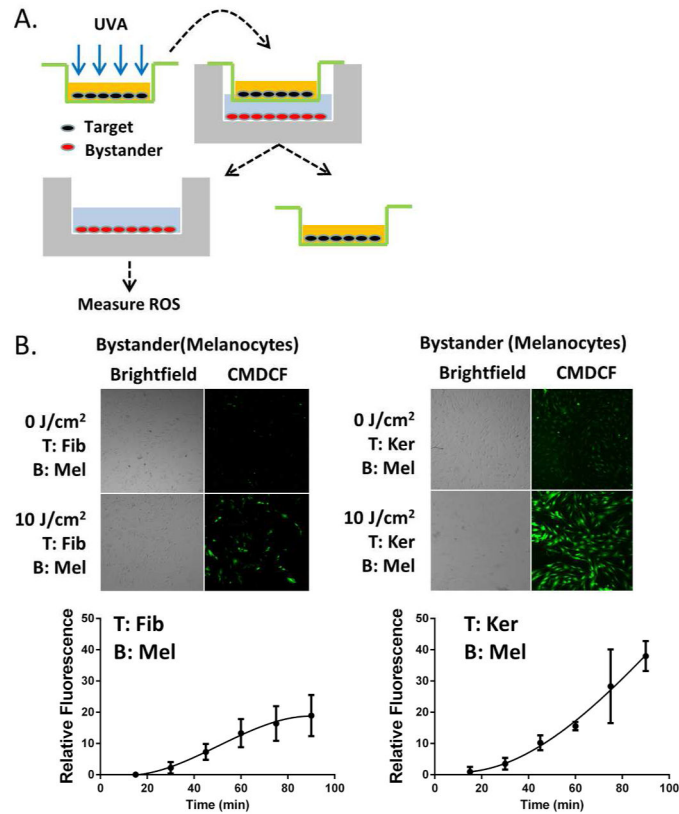 A.
UVA
Target
Bystander
Measure ROS
B.
Bystander(Melanocytes)
Brightfield CMDCF
0 J/cm²
T: Fib
B: Mel
10 J/cm²
T: Fib
B: Mel
Bystander (Melanocytes)
Brightfield CMDCF
0 J/cm²
T: Ker
B: Mel
10 J/cm²
T: Ker
B: Mel
T: Fib
B: Mel
Relative Fluorescence
50
40
30
20
10
0
0 20 40 60 80 100
Time (min)
T: Ker
B: Mel
Relative Fluorescence
50
40
30
20
10
0
0 20 40 60 80 100
Time (min)